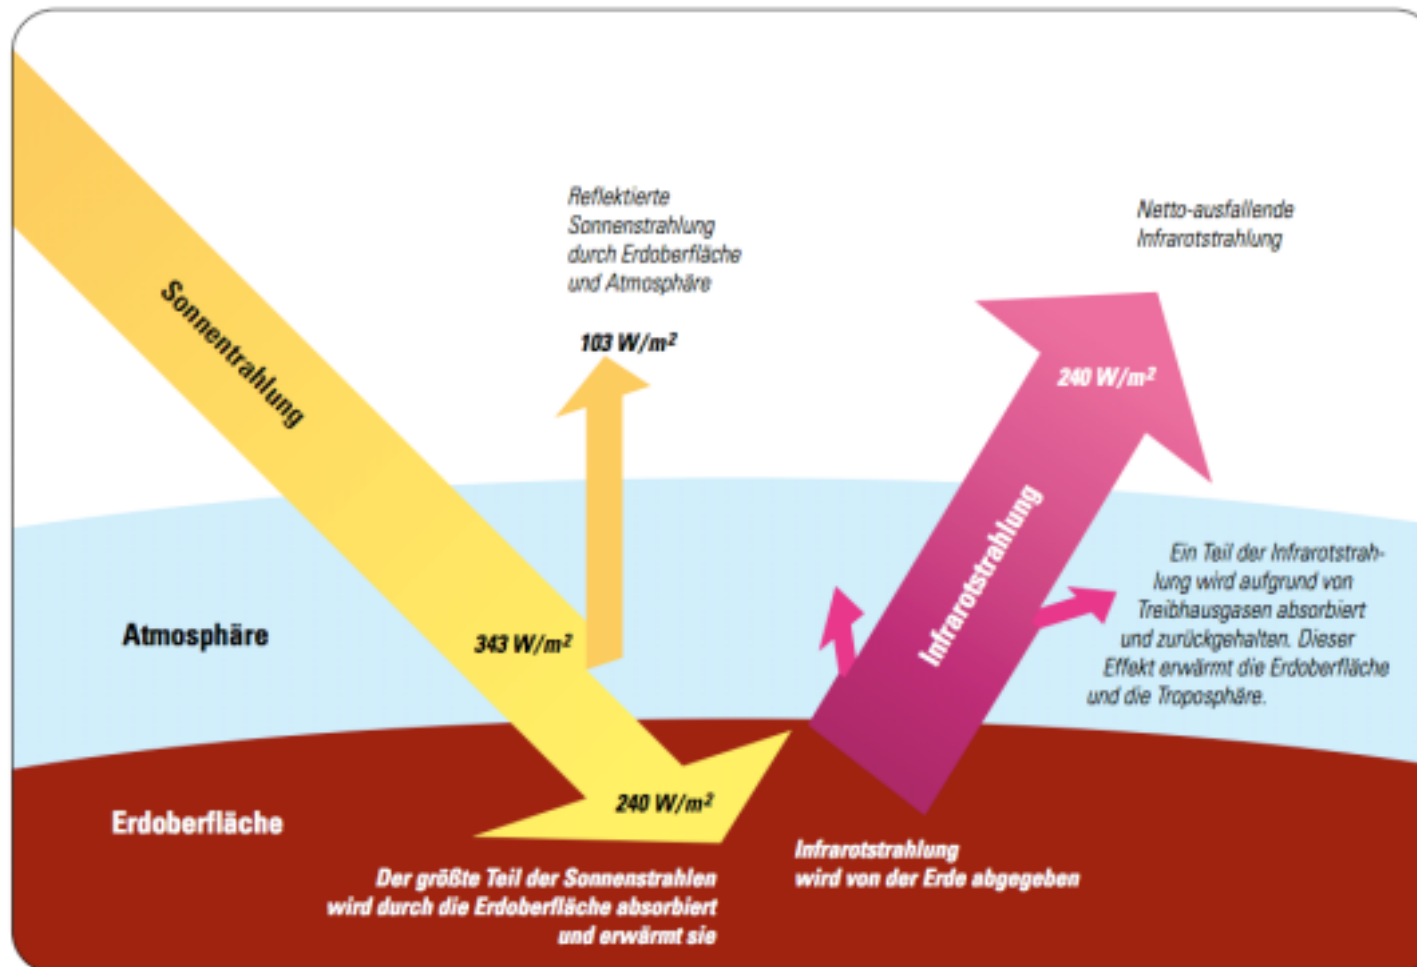 Reflektierte
Sonnenstrahlung
durch Erdoberfläche
und Atmosphäre
103 W/m²
Netto-ausfallende
Infrarotstrahlung
Sonnentrahlung
240 W/m²
Infrarotstrahlung
Ein Teil der Infrarotstrah-
lung wird aufgrund von
Treibhausgasen absorbiert
und zurückgehalten. Dieser
Effekt erwärmt die Erdoberfläche
und die Troposphäre.
Atmosphäre
343 W/m²
Erdoberfläche
240 W/m²
Der größte Teil der Sonnenstrahlen
wird durch die Erdoberfläche absorbiert
und erwärmt sie
Infrarotstrahlung
wird von der Erde abgegeben